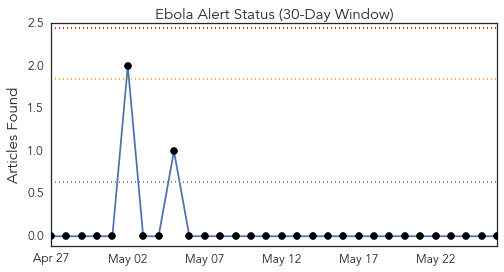 Ebola Alert Status (30-Day Window)
2.5
2.0
1.5
1.0
0.5
0.0
Articles Found
Apr 27
May 02
May 07
May 12
May 17
May 22